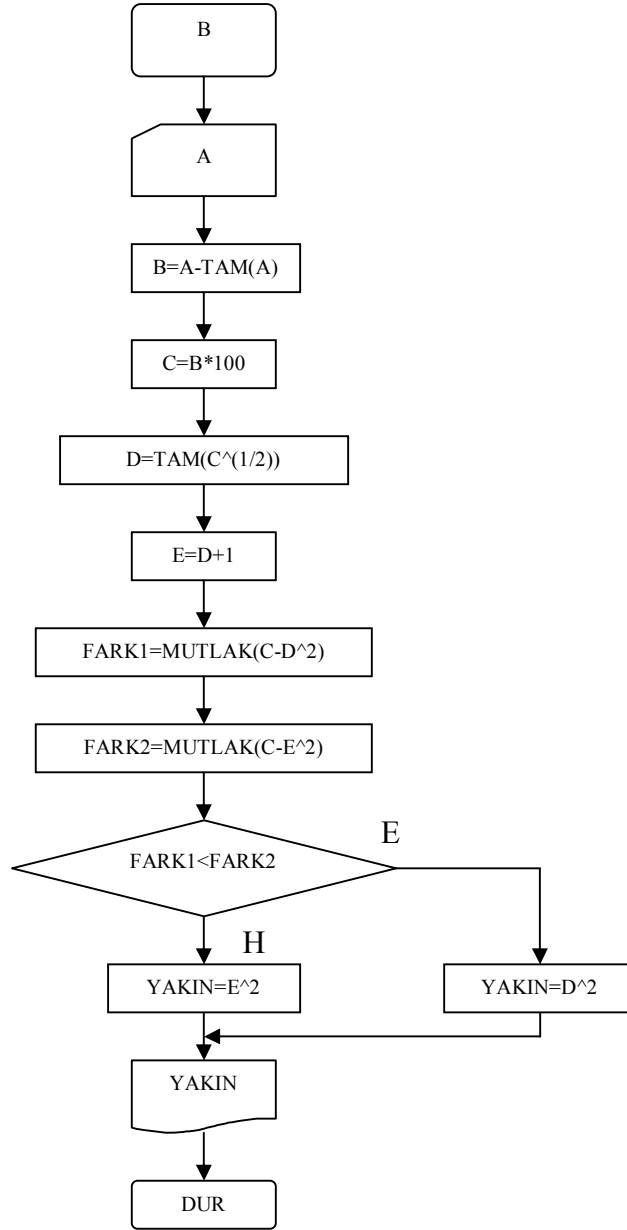 B
A
B=A-TAM(A)
C=B*100
D=TAM(C^(1/2))
E=D+1
FARK1=MUTLAK(C-D^2)
FARK2=MUTLAK(C-E^2)
FARK1<FARK2
E
H
YAKIN=E^2
YAKIN=D^2
YAKIN
DUR